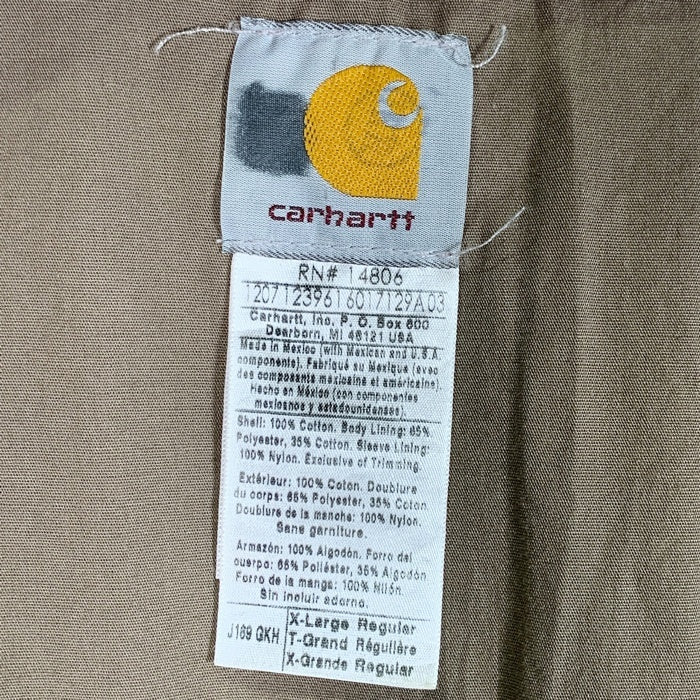 carhartt
RN# 14806
12071239616017129A03
Carhartt, Inc. P. O. Box 600
Dearborn, MI 48121 USA
Made in Mexico (with Mexican and U.S.A.
components). Fabriqué au Mexique (avec
des composants mexicains et américains).
Hecho en México (con componentes
mexicanos y estadounidenses).
Shell: 100% Cotton. Body Lining: 65%
Polyester, 35% Cotton. Sleeve Lining:
100% Nylon. Exclusive of Trimming.
Extérieur: 100% Coton. Doublure
du corps: 65% Polyester, 35% Coton.
Doublure de la manche: 100% Nylon.
Sans garniture.
Armazón: 100% Algodón. Forro del
cuerpo: 65% Poliéster, 35% Algodón
Forro de la manga: 100% Nilón.
Sin incluir adorno.
J169 GKH
X-Large Regular
T-Grand Régulière
X-Grande Regular